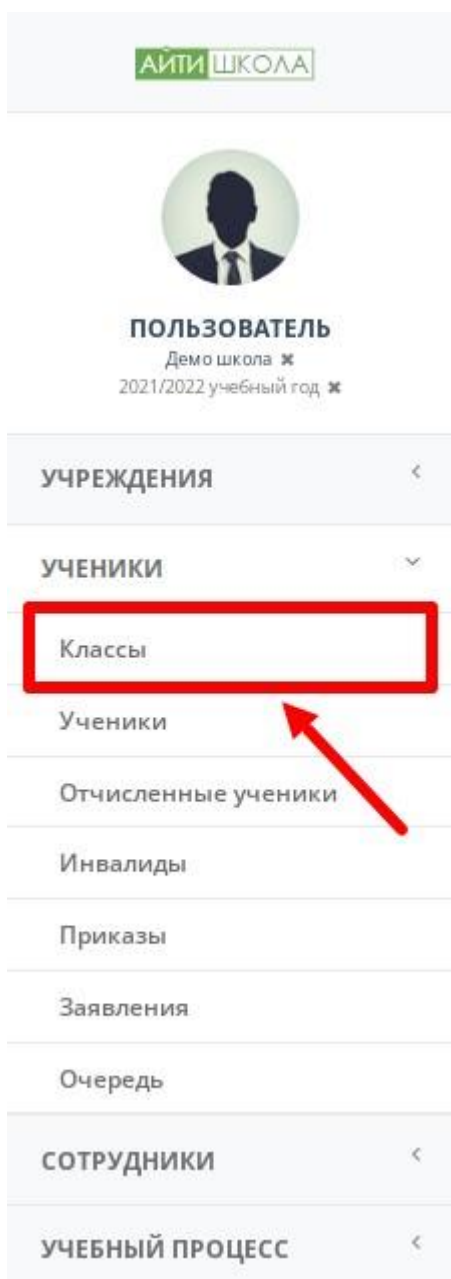 АЙТИ ШКОЛА
ПОЛЬЗОВАТЕЛЬ
Демо школа ✖
2021/2022 учебный год ✖
УЧРЕЖДЕНИЯ
УЧЕНИКИ
Классы
Ученики
Отчисленные ученики
Инвалиды
Приказы
Заявления
Очередь
СОТРУДНИКИ
УЧЕБНЫЙ ПРОЦЕСС